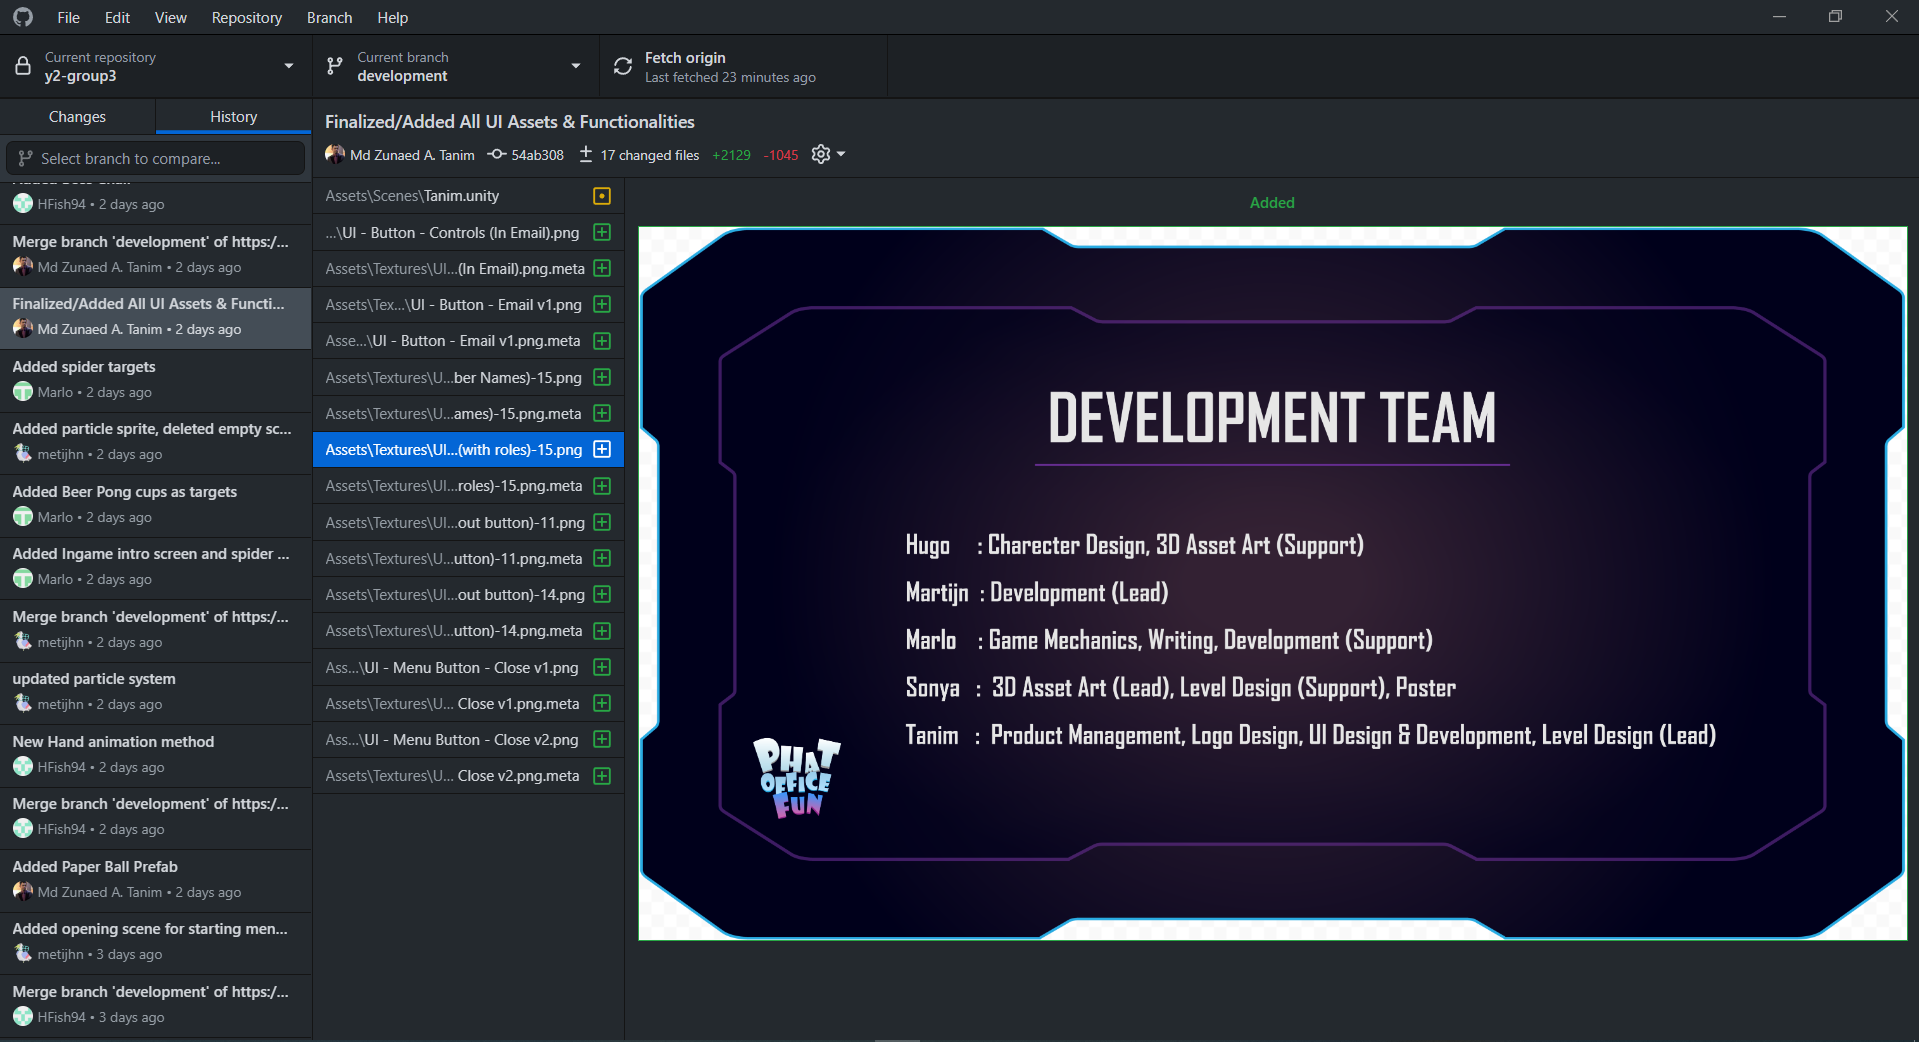 File Edit View Repository Branch Help
Current repository
y2-group3
Current branch
development
Fetch origin
Last fetched 23 minutes ago
Changes History
Select branch to compare...
HFish94 • 2 days ago
Merge branch 'development' of https:/...
Md Zunaed A. Tanim • 2 days ago
Finalized/Added All UI Assets & Functi...
Md Zunaed A. Tanim • 2 days ago
Added spider targets
Marlo • 2 days ago
Added particle sprite, deleted empty sc...
metijhn • 2 days ago
Added Beer Pong cups as targets
Marlo • 2 days ago
Added Ingame intro screen and spider ...
Marlo • 2 days ago
Merge branch 'development' of https:/...
metijhn • 2 days ago
updated particle system
metijhn • 2 days ago
New Hand animation method
HFish94 • 2 days ago
Merge branch 'development' of https:/...
HFish94 • 2 days ago
Added Paper Ball Prefab
Md Zunaed A. Tanim • 2 days ago
Added opening scene for starting men...
metijhn • 3 days ago
Merge branch 'development' of https:/...
HFish94 • 3 days ago
Finalized/Added All UI Assets & Functionalities
Md Zunaed A. Tanim 54ab308 17 changed files +2129 -1045
Assets\Scenes\Tanim.unity
...\UI - Button - Controls (In Email).png
Assets\Textures\UI...(In Email).png.meta
Assets\Tex...\UI - Button - Email v1.png
Asse...\UI - Button - Email v1.png.meta
Assets\Textures\U...ber Names)-15.png
Assets\Textures\U...ames)-15.png.meta
Assets\Textures\UI...(with roles)-15.png
Assets\Textures\UI...roles)-15.png.meta
Assets\Textures\UI...out button)-11.png
Assets\Textures\UI...utton)-11.png.meta
Assets\Textures\UI...out button)-14.png
Assets\Textures\UI...utton)-14.png.meta
Ass...\UI - Menu Button - Close v1.png
Assets\Textures\U... Close v1.png.meta
Ass...\UI - Menu Button - Close v2.png
Assets\Textures\U... Close v2.png.meta
Added
DEVELOPMENT TEAM
Hugo : Charecter Design, 3D Asset Art (Support)
Martijn : Development (Lead)
Marlo : Game Mechanics, Writing, Development (Support)
Sonya : 3D Asset Art (Lead), Level Design (Support), Poster
Tanim : Product Management, Logo Design, UI Design & Development, Level Design (Lead)
PHAT
OFFICE
FUN